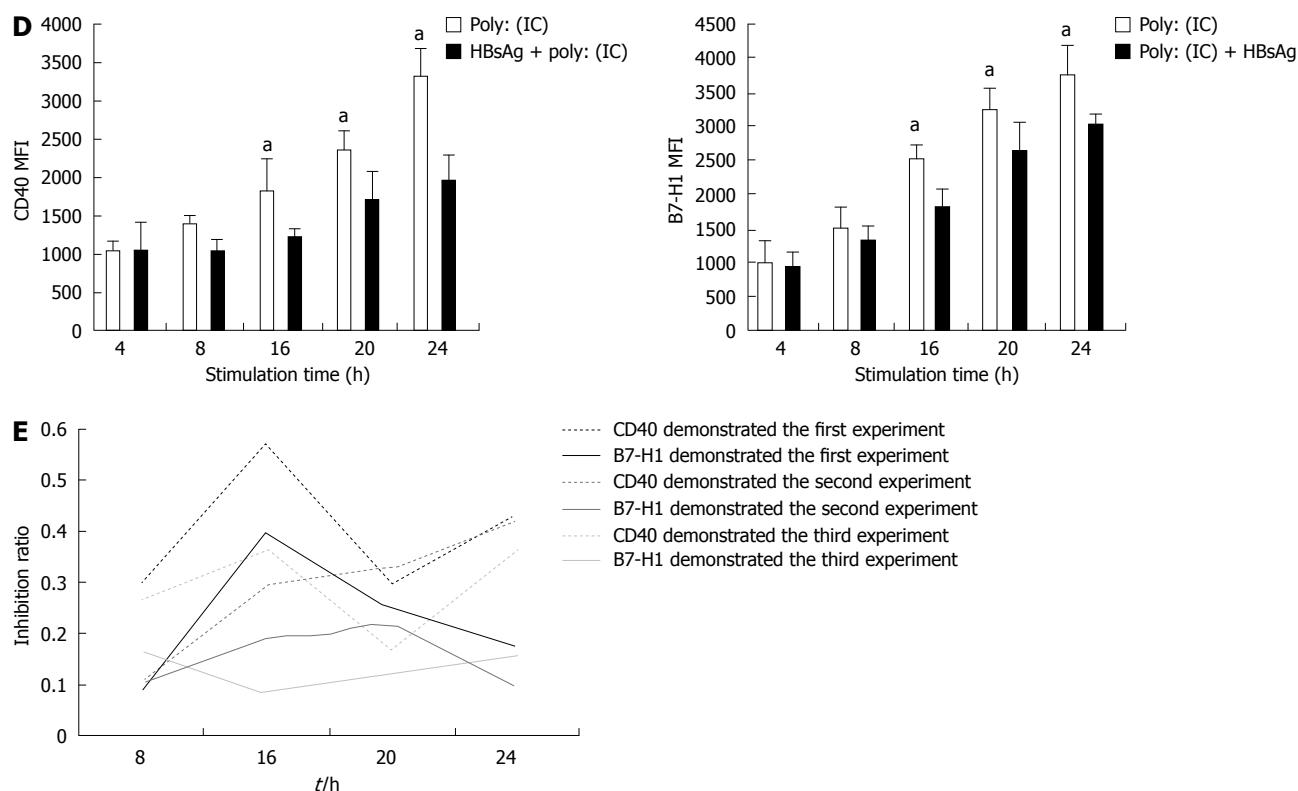 D
4000
3500
3000
2500
2000
1500
1000
500
0
CD40 MFI
a
a
a
Poly: (IC)
HBsAg + poly: (IC)
4 8 16 20 24
Stimulation time (h)
4500
4000
3500
3000
2500
2000
1500
1000
500
0
B7-H1 MFI
a
a
a
Poly: (IC)
Poly: (IC) + HBsAg
4 8 16 20 24
Stimulation time (h)
E
0.6
0.5
0.4
0.3
0.2
0.1
0
Inhibition ratio
8 16 20 24
t/h
CD40 demonstrated the first experiment
B7-H1 demonstrated the first experiment
CD40 demonstrated the second experiment
B7-H1 demonstrated the second experiment
CD40 demonstrated the third experiment
B7-H1 demonstrated the third experiment